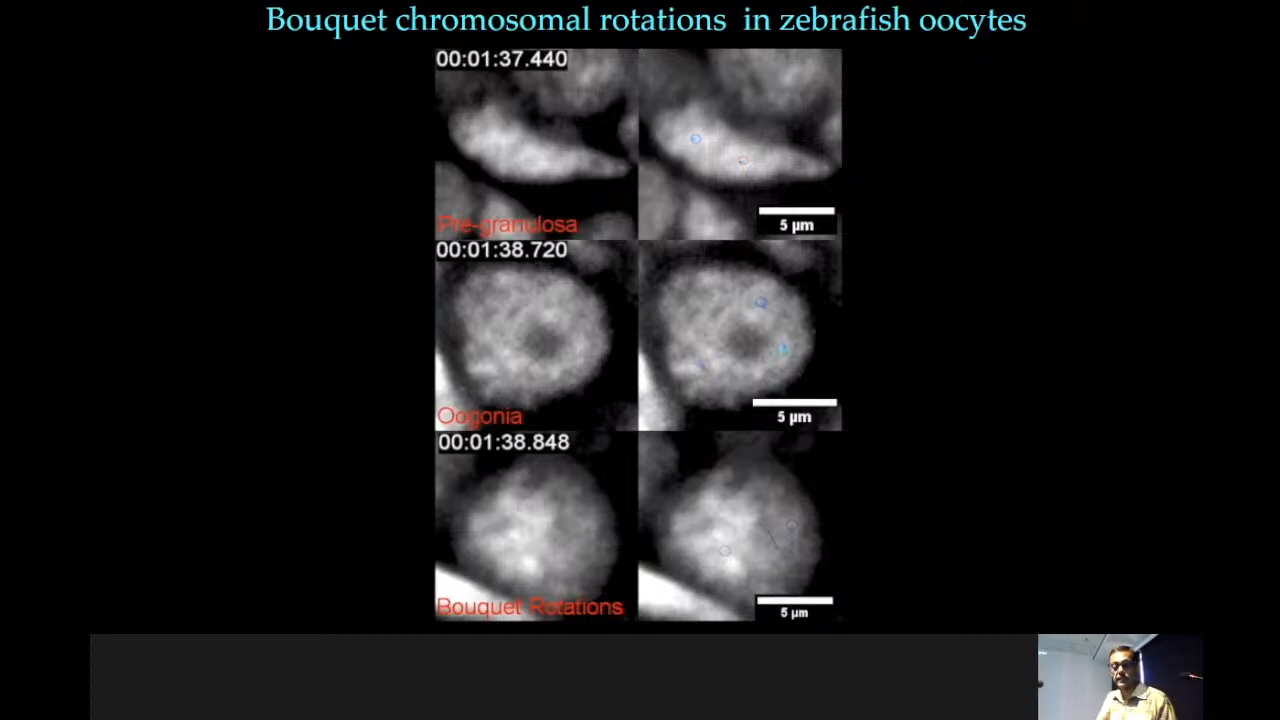 Bouquet chromosomal rotations in zebrafish oocytes
00:01:37.440
Pre-granulosa
5 µm
00:01:38.720
Oogonia
5 µm
00:01:38.848
Bouquet Rotations
5 µm